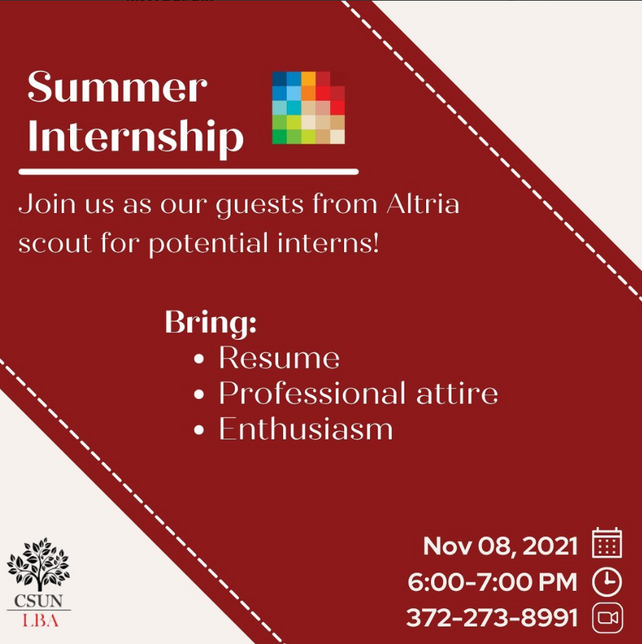 Summer
Internship
Join us as our guests from Altria
scout for potential interns!
Bring:
• Resume
• Professional attire
• Enthusiasm
Nov 08, 2021
6:00-7:00 PM
372-273-8991
CSUN
LBA